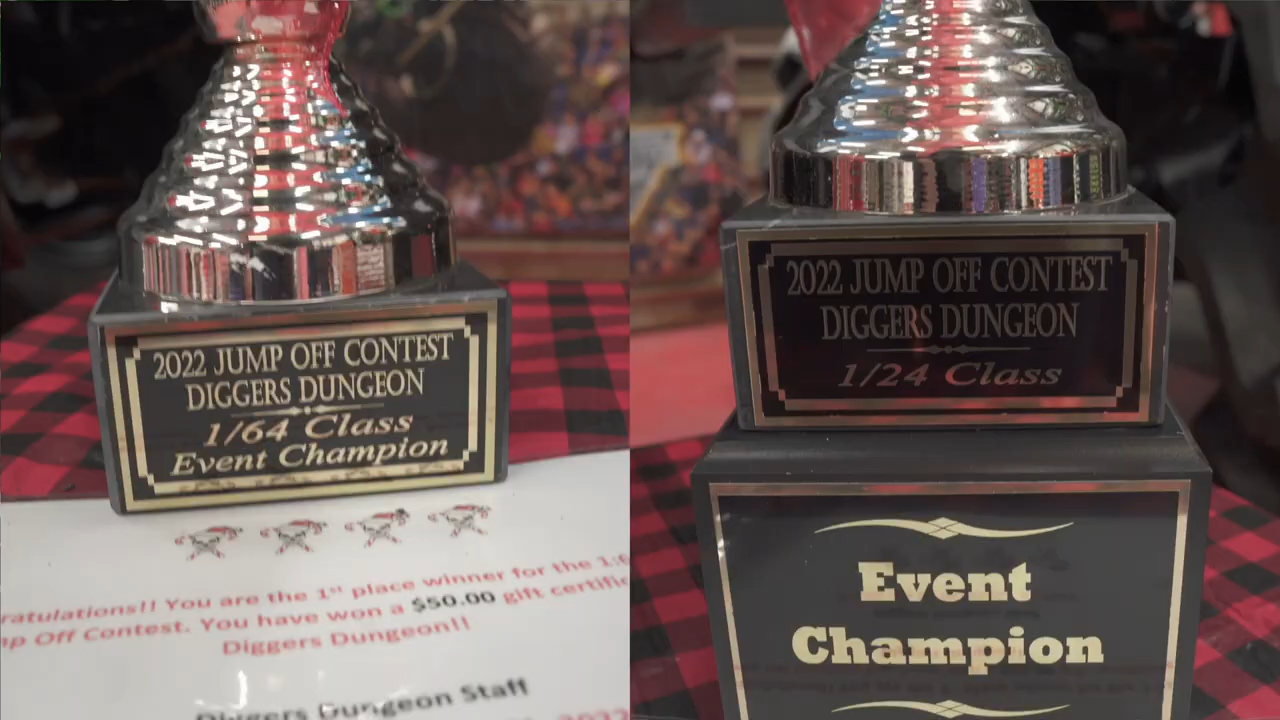 2022 JUMP OFF CONTEST
DIGGERS DUNGEON
1/64 Class
Event Champion
ratulations!! You are the 1st place winner for the 1:6
mp Off Contest. You have won a $50.00 gift certific
Diggers Dungeon!!
Diggers Dungeon Staff
2022
2022 JUMP OFF CONTEST
DIGGERS DUNGEON
1/24 Class
Event
Champion